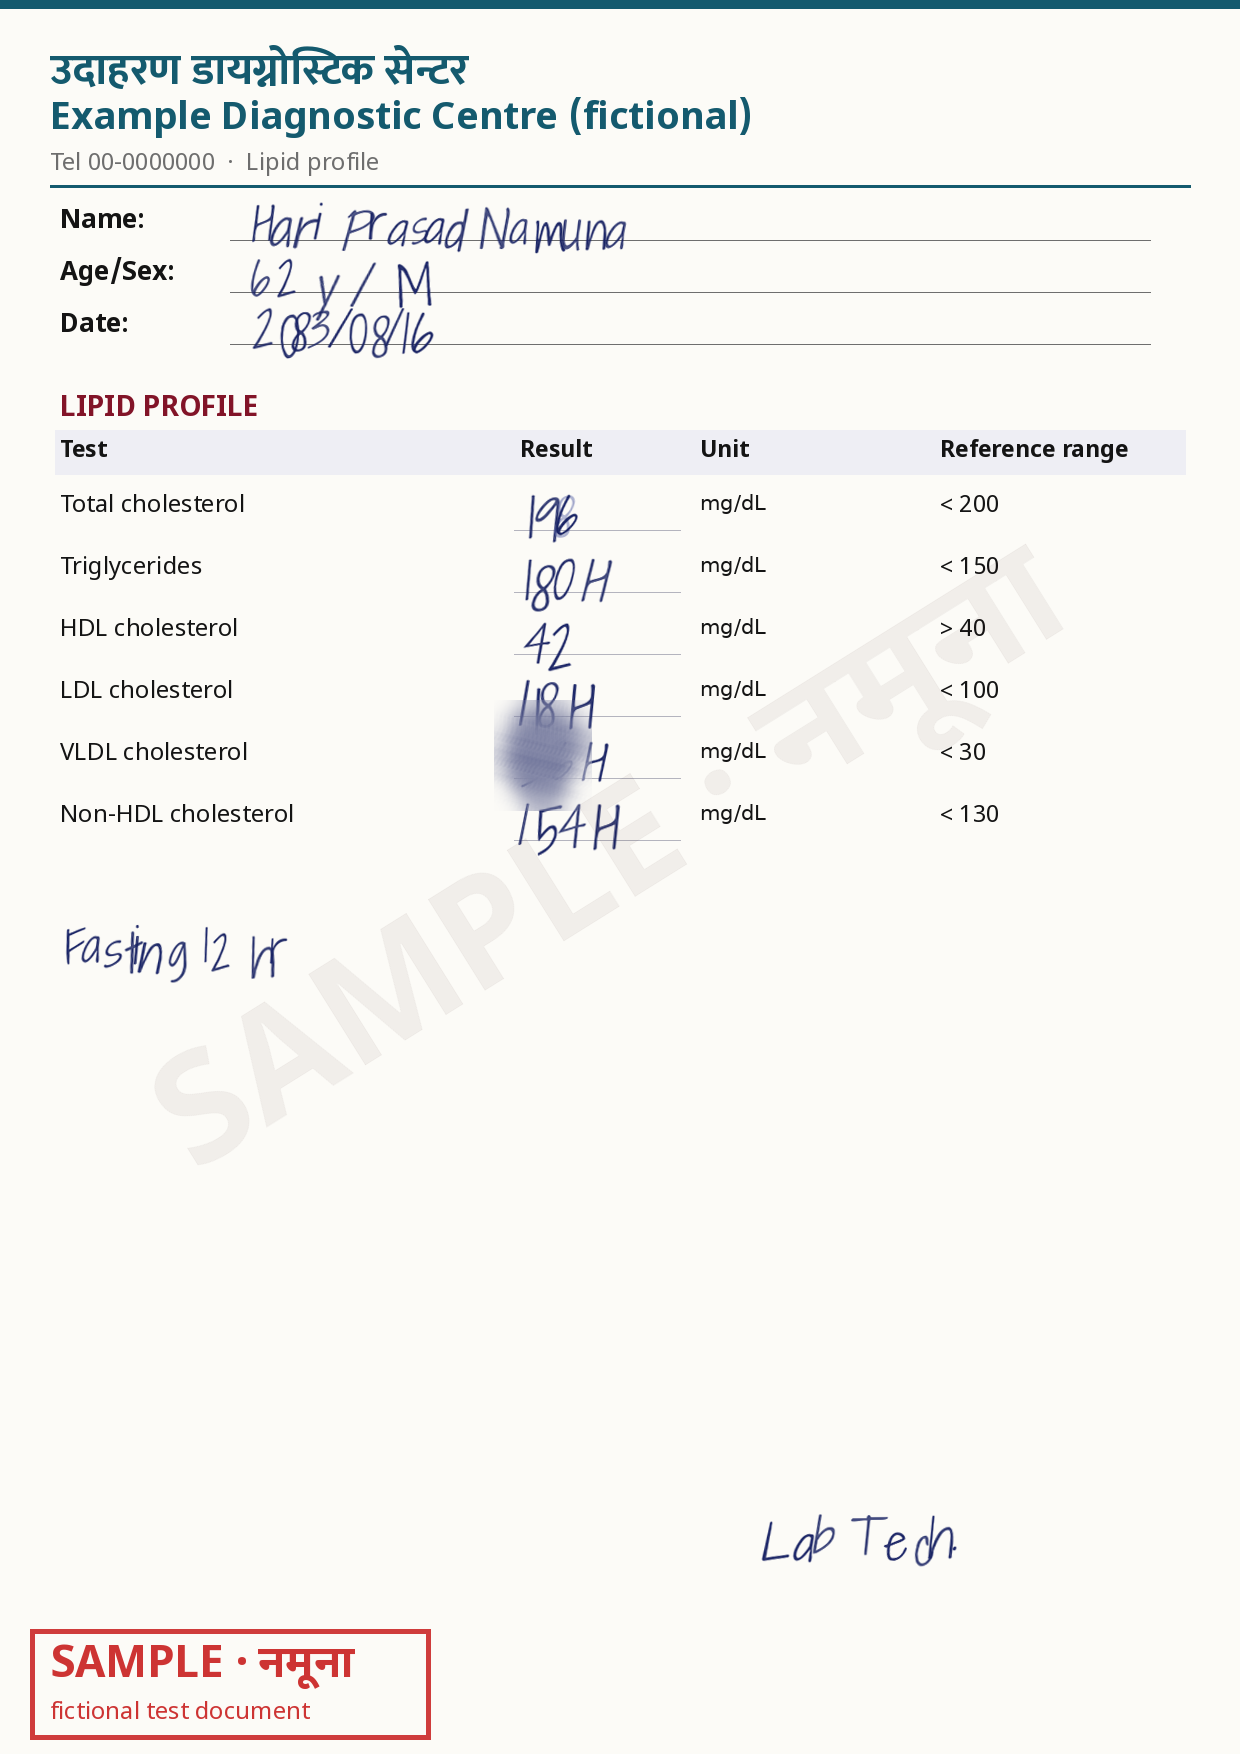 उदाहरण डायग्नोस्टिक सेन्टर
Example Diagnostic Centre (fictional)
Tel 00-0000000 · Lipid profile
Name: Hari Prasad Namuna
Age/Sex: 62 y / M
Date: 2083/08/16
LIPID PROFILE
Test Result Unit Reference range
Total cholesterol mg/dL < 200
Triglycerides 180 H mg/dL < 150
HDL cholesterol 42 mg/dL > 40
LDL cholesterol 118 H mg/dL < 100
VLDL cholesterol H mg/dL < 30
Non-HDL cholesterol 154 H mg/dL < 130
Fasting 12 hr
SAMPLE · नमूना
Lab Tech.
SAMPLE · नमूना
fictional test document